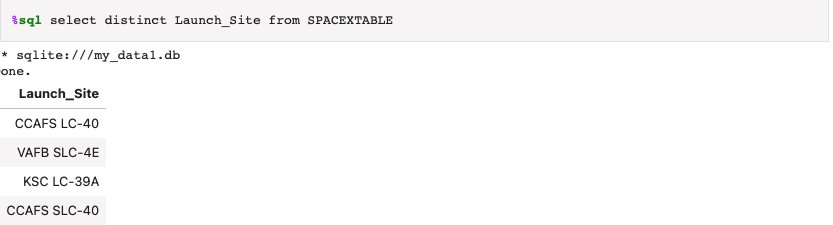 %sql select distinct Launch_Site from SPACEXTABLE
* sqlite:///my_data1.db
one.
Launch_Site
CCAFS LC-40
VAFB SLC-4E
KSC LC-39A
CCAFS SLC-40